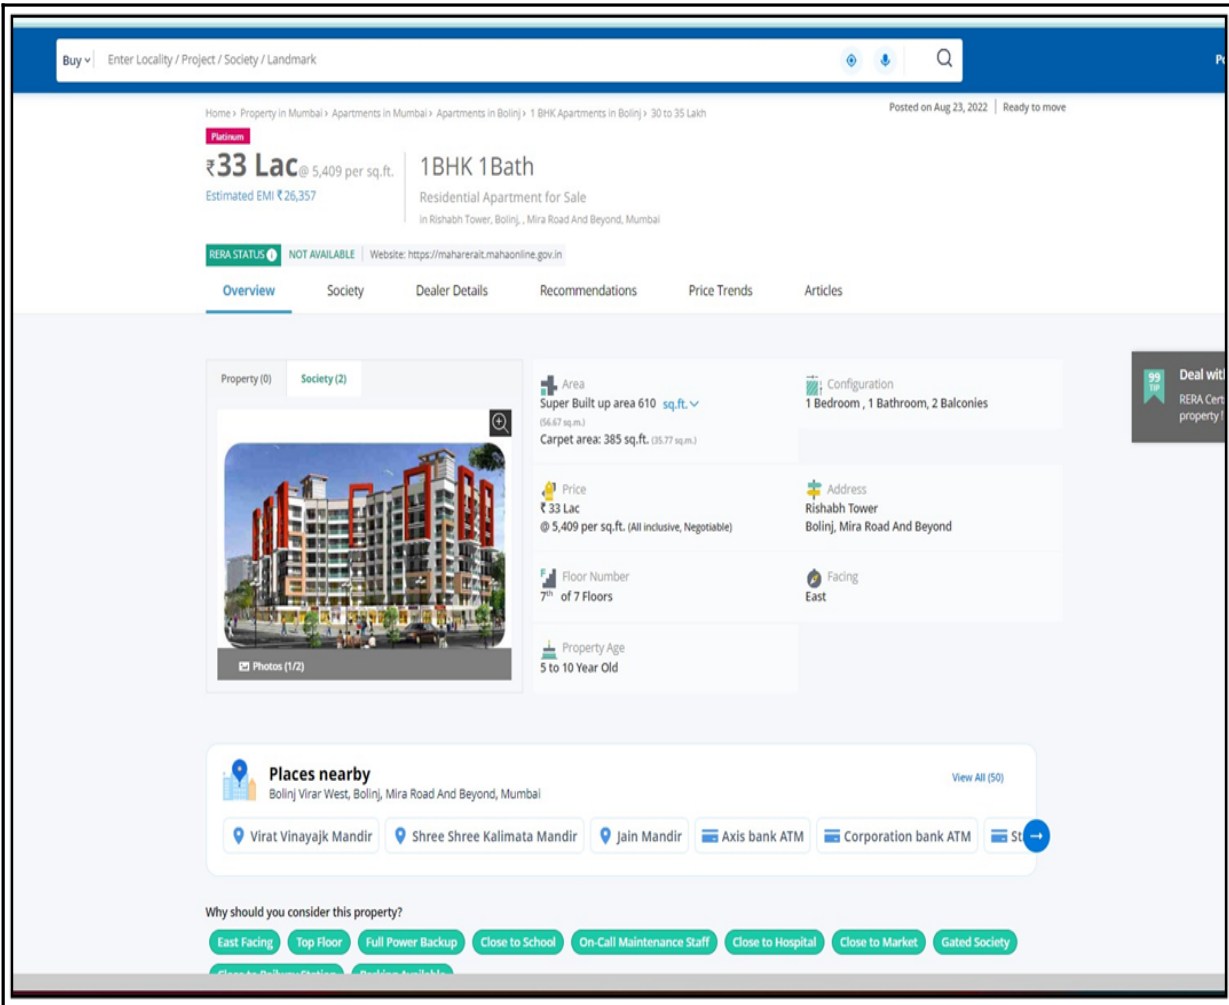 Buy Enter Locality / Project / Society / Landmark
Home › Property in Mumbai › Apartments in Mumbai › Apartments in Bolinj › 1 BHK Apartments in Bolinj › 30 to 35 Lakh
Posted on Aug 23, 2022 | Ready to move
Platinum
₹33 Lac@ 5,409 per sq.ft.
Estimated EMI ₹ 26,357
1BHK 1Bath
Residential Apartment for Sale
in Rishabh Tower, Bolinj, , Mira Road And Beyond, Mumbai
RERA STATUS NOT AVAILABLE | Website: https://maharerait.mahaonline.gov.in
Overview Society Dealer Details Recommendations Price Trends Articles
Property (0) Society (2)
Photos (1/2)
Area
Super Built up area 610 sq.ft.
(56.67 sq.m.)
Carpet area: 385 sq.ft. (35.77 sq.m.)
Configuration
1 Bedroom , 1 Bathroom, 2 Balconies
Price
₹ 33 Lac
@ 5,409 per sq.ft. (All inclusive, Negotiable)
Address
Rishabh Tower
Bolinj, Mira Road And Beyond
Floor Number
7th of 7 Floors
Facing
East
Property Age
5 to 10 Year Old
99 TIP
Deal with
RERA Cert
property !
Places nearby
Bolinj Virar West, Bolinj, Mira Road And Beyond, Mumbai
View All (50)
Virat Vinayajk Mandir Shree Shree Kalimata Mandir Jain Mandir Axis bank ATM Corporation bank ATM St
Why should you consider this property?
East Facing Top Floor Full Power Backup Close to School On-Call Maintenance Staff Close to Hospital Close to Market Gated Society
Close to Railway Station Parking Available